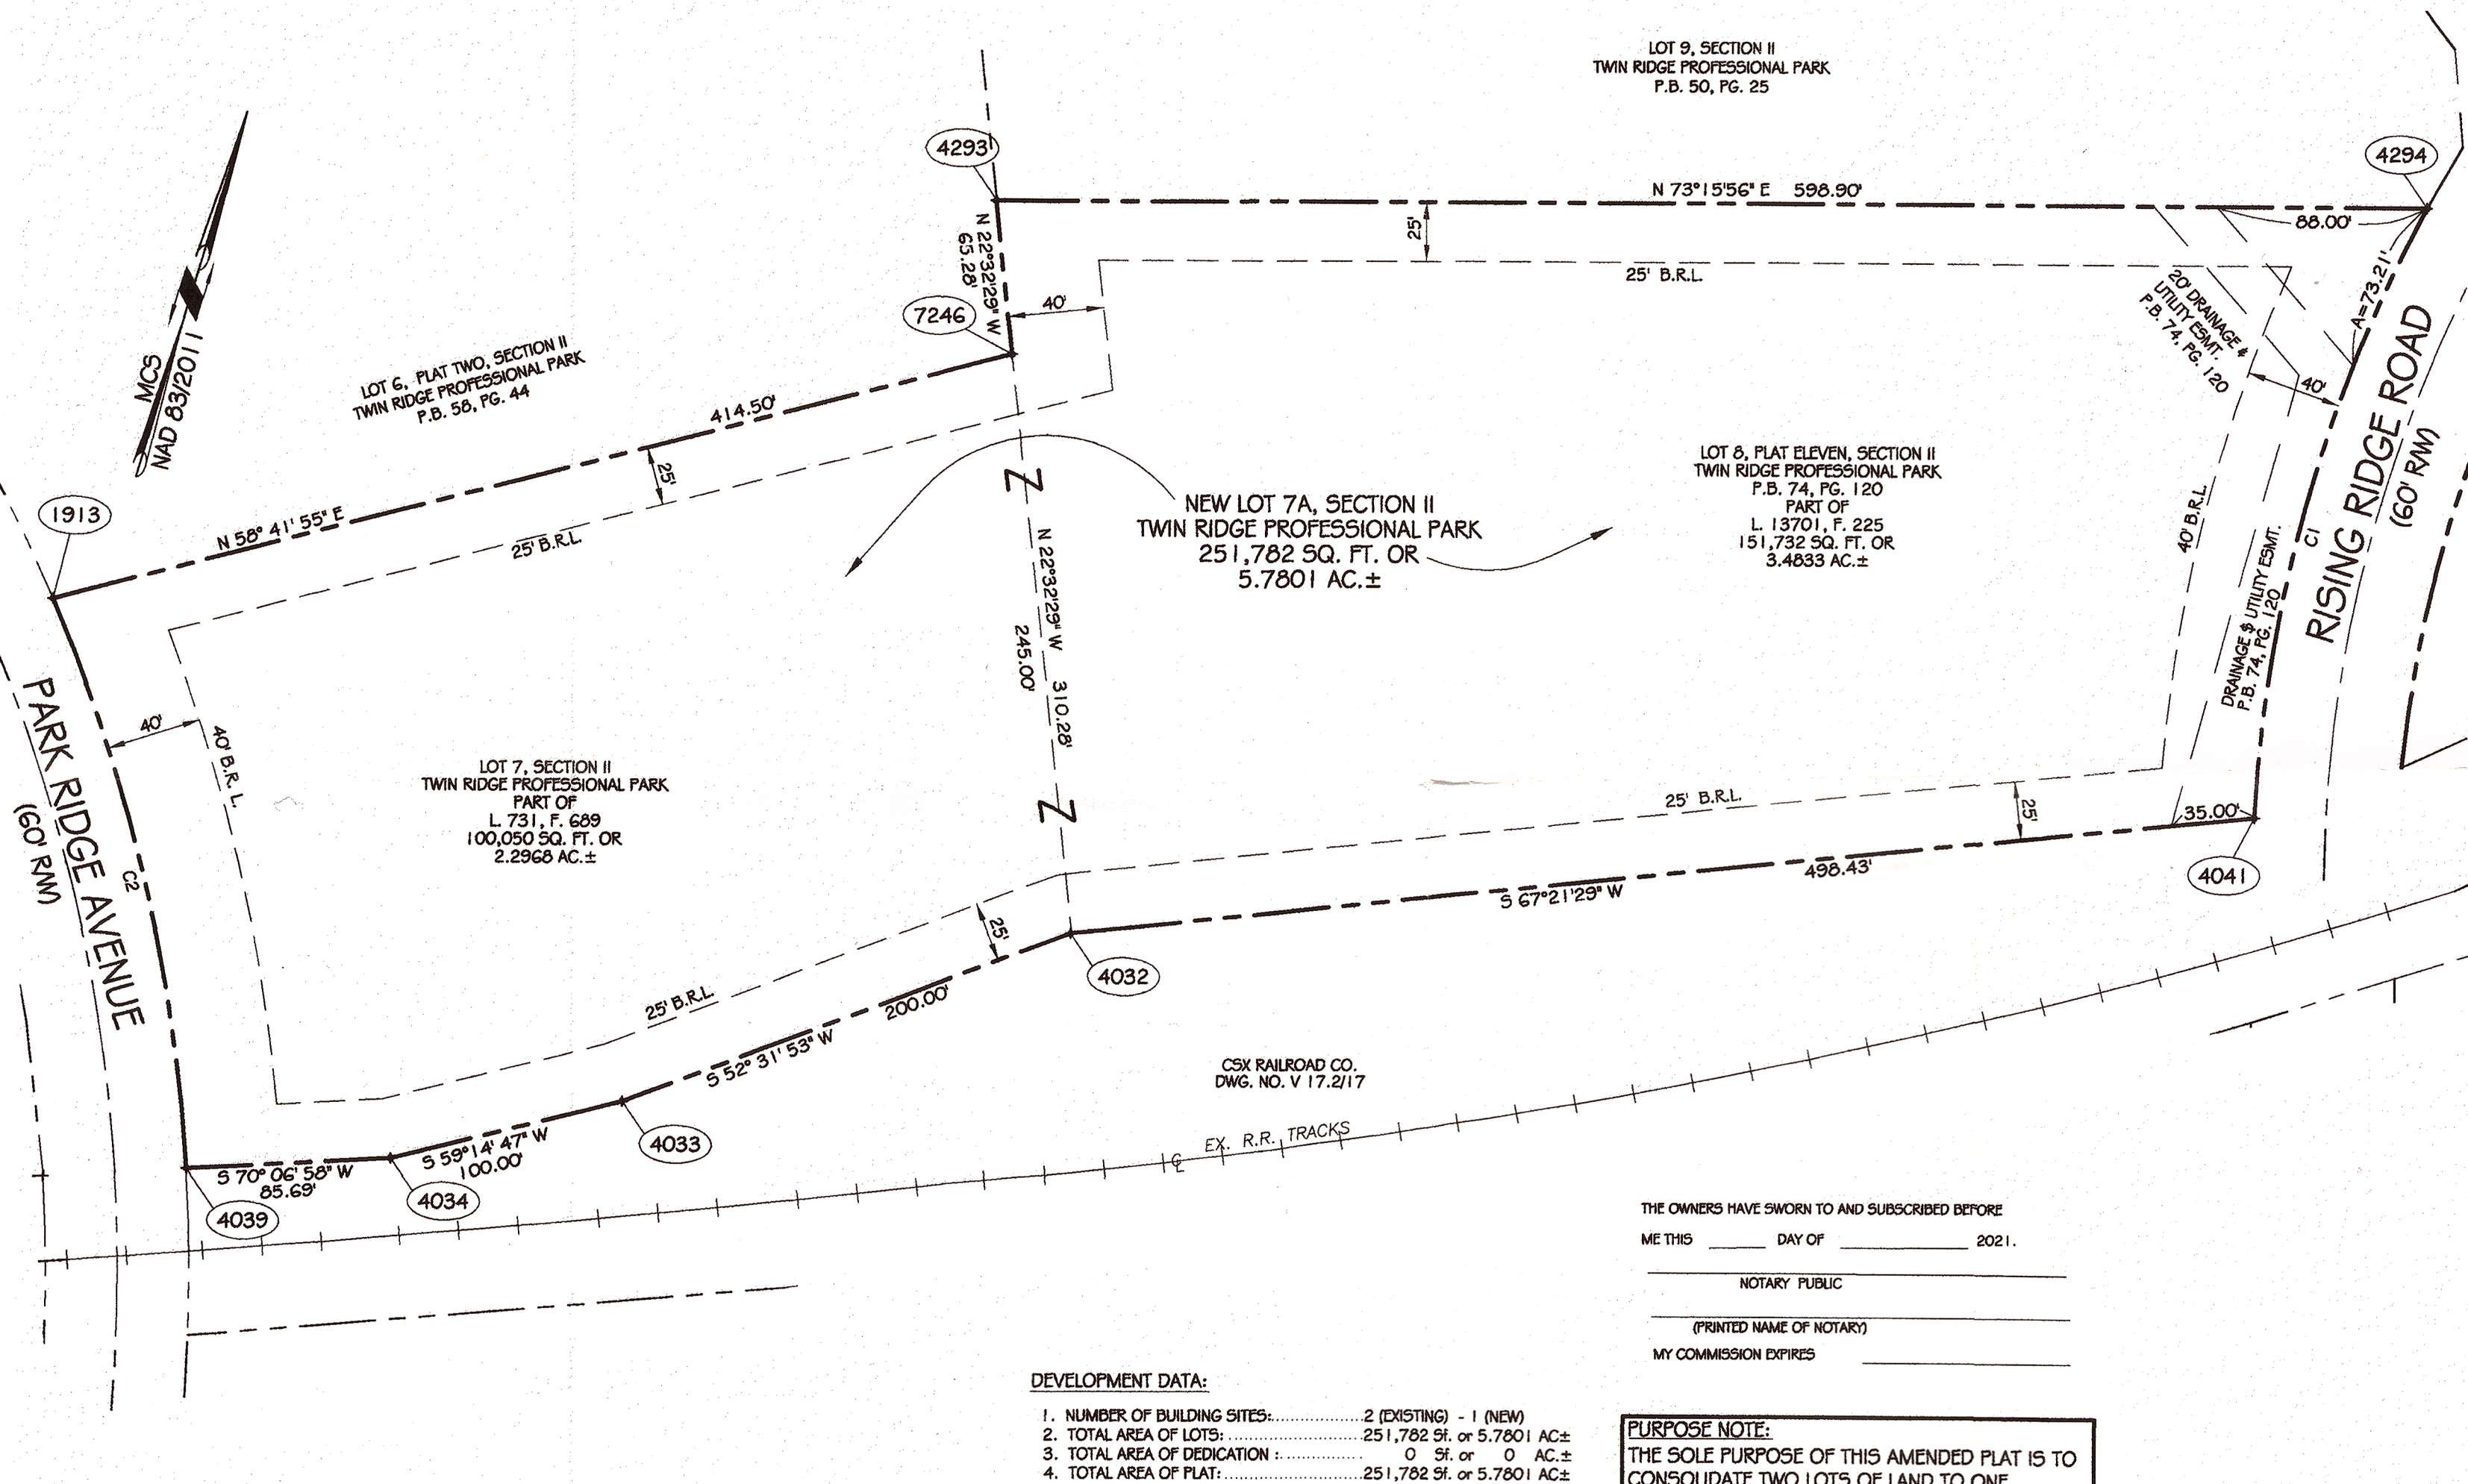 LOT 9, SECTION II
TWIN RIDGE PROFESSIONAL PARK
P.B. 50, PG. 25
4293
4294
N 73°15'56" E 598.90'
88.00'
25'
25' B.R.L.
N 22°32'29" W
65.28'
40'
7246
20' DRAINAGE &
UTILITY ESMT.
P.B. 74, PG. 120
A=73.21'
40'
RISING RIDGE ROAD
(60' R/W)
C1
MCS
NAD 83/2011
LOT 6, PLAT TWO, SECTION II
TWIN RIDGE PROFESSIONAL PARK
P.B. 58, PG. 44
414.50'
N 58° 41' 55" E
25'
25' B.R.L.
1913
LOT 8, PLAT ELEVEN, SECTION II
TWIN RIDGE PROFESSIONAL PARK
P.B. 74, PG. 120
PART OF
L. 13701, F. 225
151,732 SQ. FT. OR
3.4833 AC.±
NEW LOT 7A, SECTION II
TWIN RIDGE PROFESSIONAL PARK
251,782 SQ. FT. OR
5.7801 AC.±
40' B.R.L.
DRAINAGE & UTILITY ESMT.
P.B. 74, PG. 120
N 22°32'29" W 310.28'
245.00'
Z
Z
PARK RIDGE AVENUE
(60' R/W)
40'
40' B.R.L.
C2
LOT 7, SECTION II
TWIN RIDGE PROFESSIONAL PARK
PART OF
L. 731, F. 689
100,050 SQ. FT. OR
2.2968 AC.±
25' B.R.L.
25'
35.00'
4041
498.43'
S 67°21'29" W
25'
4032
25' B.R.L.
200.00'
S 52° 31' 53" W
4033
S 59° 14' 47" W
100.00'
4034
S 70° 06' 58" W
85.69'
4039
CSX RAILROAD CO.
DWG. NO. V 17.2/17
EX. R.R. TRACKS
THE OWNERS HAVE SWORN TO AND SUBSCRIBED BEFORE
ME THIS ______ DAY OF ______________ 2021.
NOTARY PUBLIC
(PRINTED NAME OF NOTARY)
MY COMMISSION EXPIRES
DEVELOPMENT DATA:
1. NUMBER OF BUILDING SITES:..................2 (EXISTING) - 1 (NEW)
2. TOTAL AREA OF LOTS: ..........................251,782 Sf. or 5.7801 AC±
3. TOTAL AREA OF DEDICATION :................ 0 Sf. or 0 AC.±
4. TOTAL AREA OF PLAT:...........................251,782 Sf. or 5.7801 AC±
PURPOSE NOTE:
THE SOLE PURPOSE OF THIS AMENDED PLAT IS TO
CONSOLIDATE TWO LOTS OF LAND TO ONE